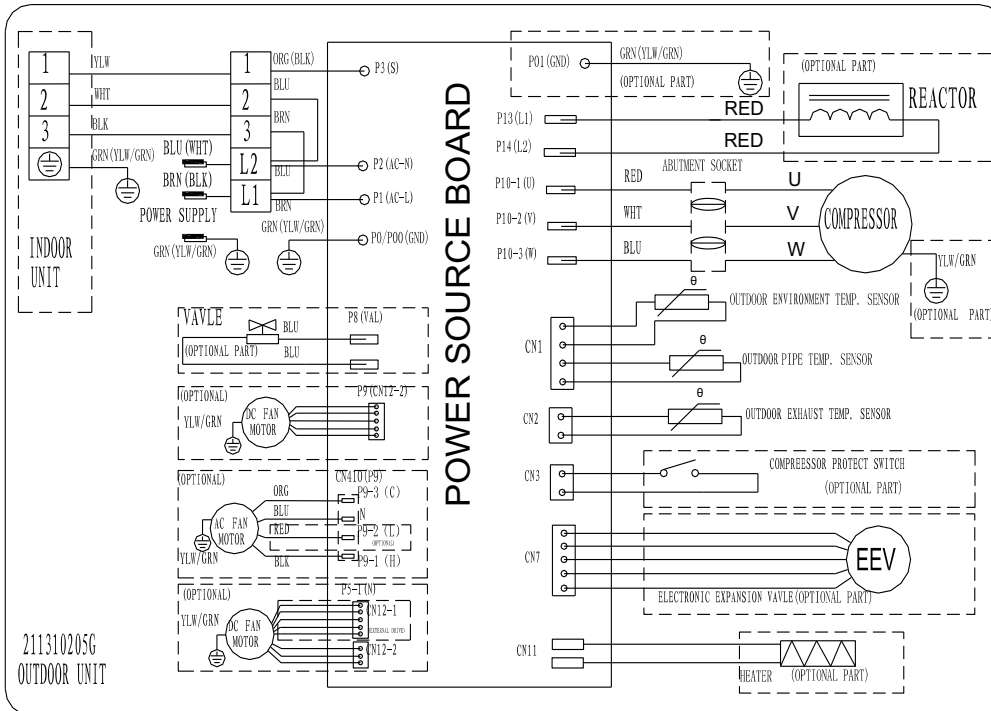 1
YLW
2
WHT
3
BLK
GRN(YLW/GRN)
INDOOR
UNIT
1
ORG(BLK)
P3(S)
BLU
2
BRN
3
BLU(WHT)
L2
BLU
P2(AC-N)
BRN(BLK)
L1
BRN
P1(AC-L)
POWER SUPPLY
GRN(YLW/GRN)
GRN(YLW/GRN)
P0/P00(GND)
VAVLE
P8(VAL)
BLU
(OPTIONAL PART)
BLU
(OPTIONAL)
P9(CN12-2)
YLW/GRN
DC FAN
MOTOR
(OPTIONAL)
CN410(P9)
ORG
P9-3 (C)
BLU
N
AC FAN
MOTOR
RED
P9-2 (L)
(OPTIONAL)
YLW/GRN
BLK
P9-1 (H)
(OPTIONAL)
P5-1(N)
YLW/GRN
CN12-1
DC FAN
MOTOR
(EXTERNAL DRIVE)
CN12-2
211310205G
OUTDOOR UNIT
POWER SOURCE BOARD
P01(GND)
GRN(YLW/GRN)
(OPTIONAL PART)
(OPTIONAL PART)
REACTOR
P13(L1)
RED
P14(L2)
RED
ABUTMENT SOCKET
P10-1(U)
RED
U
P10-2(V)
WHT
V
COMPRESSOR
P10-3(W)
BLU
W
YLW/GRN
(OPTIONAL PART)
θ
OUTDOOR ENVIRONMENT TEMP. SENSOR
CN1
θ
OUTDOOR PIPE TEMP. SENSOR
θ
CN2
OUTDOOR EXHAUST TEMP. SENSOR
CN3
COMPREESSOR PROTECT SWITCH
(OPTIONAL PART)
CN7
EEV
ELECTRONIC EXPANSION VAVLE(OPTIONAL PART)
CN11
HEATER
(OPTIONAL PART)